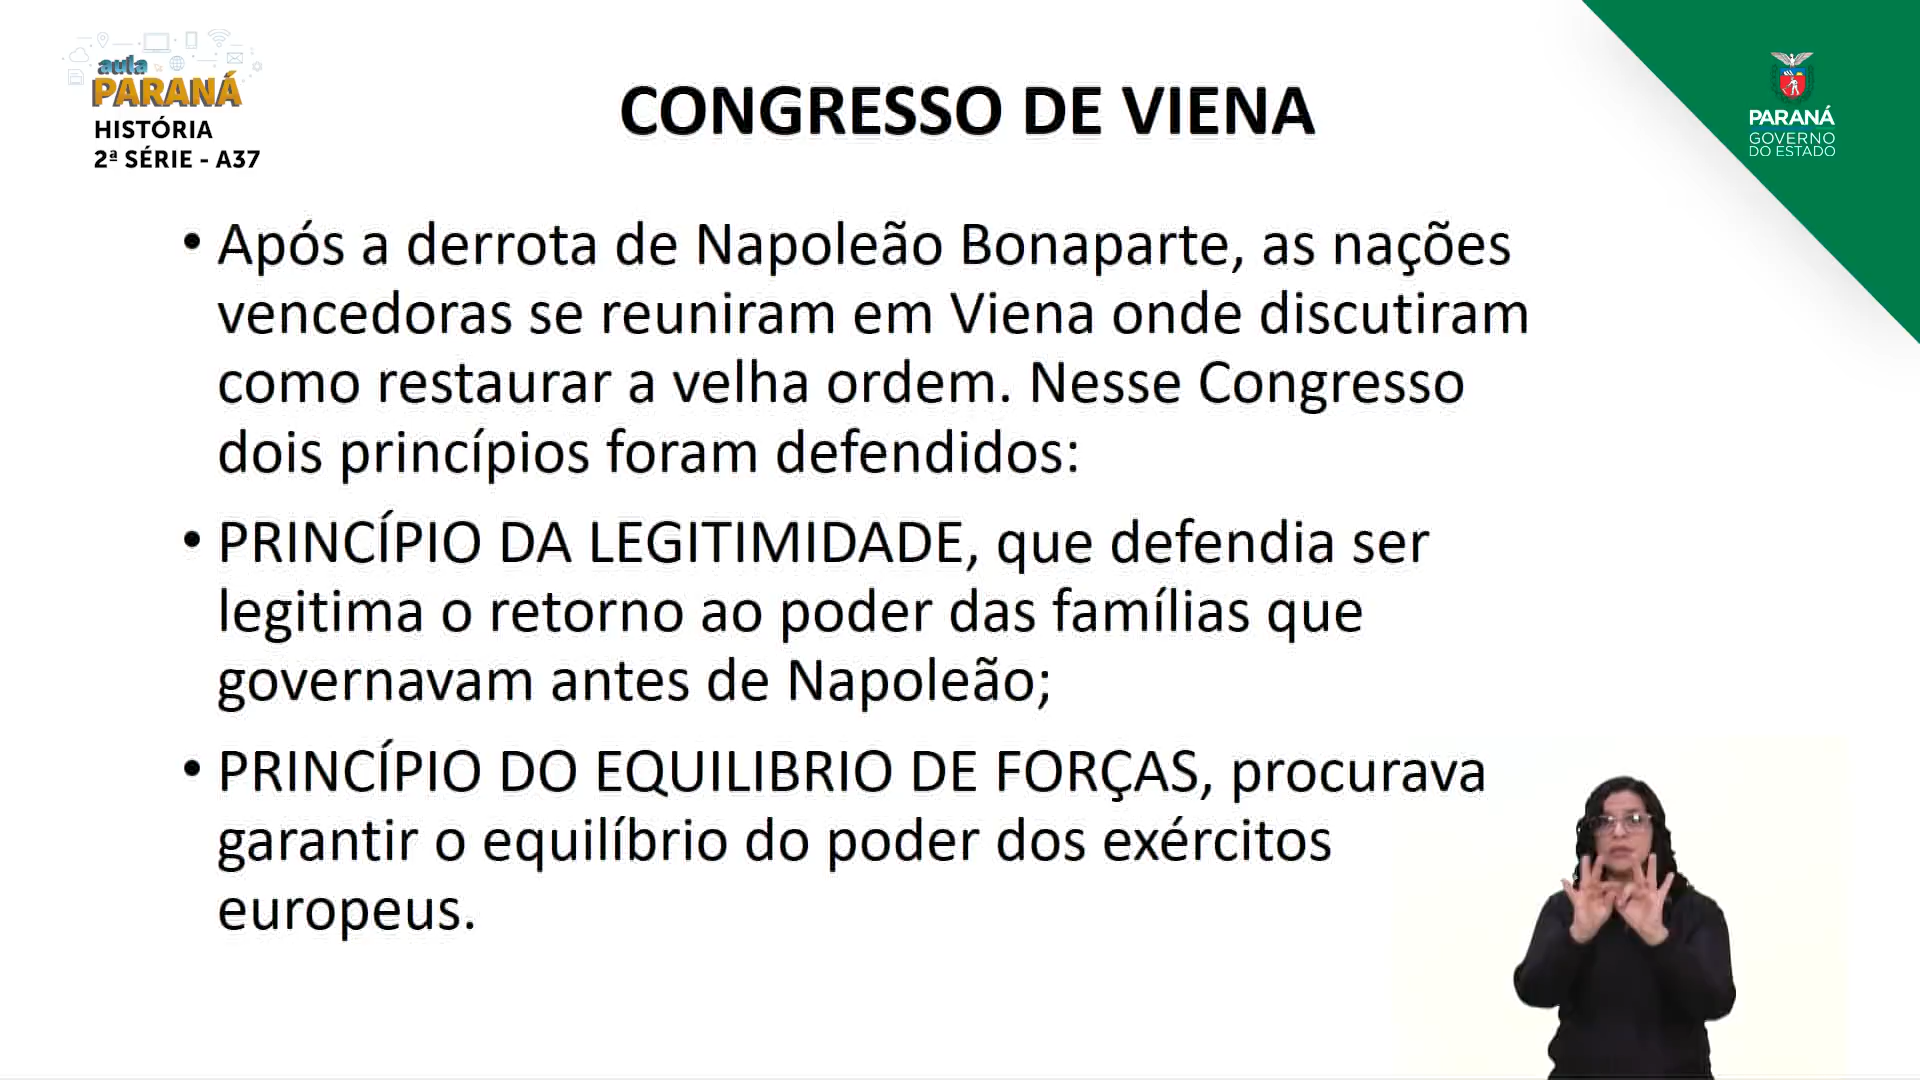 aula
PARANÁ
HISTÓRIA
2ª SÉRIE - A37
CONGRESSO DE VIENA
PARANÁ
GOVERNO
DO ESTADO
• Após a derrota de Napoleão Bonaparte, as nações
vencedoras se reuniram em Viena onde discutiram
como restaurar a velha ordem. Nesse Congresso
dois princípios foram defendidos:
• PRINCÍPIO DA LEGITIMIDADE, que defendia ser
legitima o retorno ao poder das famílias que
governavam antes de Napoleão;
• PRINCÍPIO DO EQUILIBRIO DE FORÇAS, procurava
garantir o equilíbrio do poder dos exércitos
europeus.